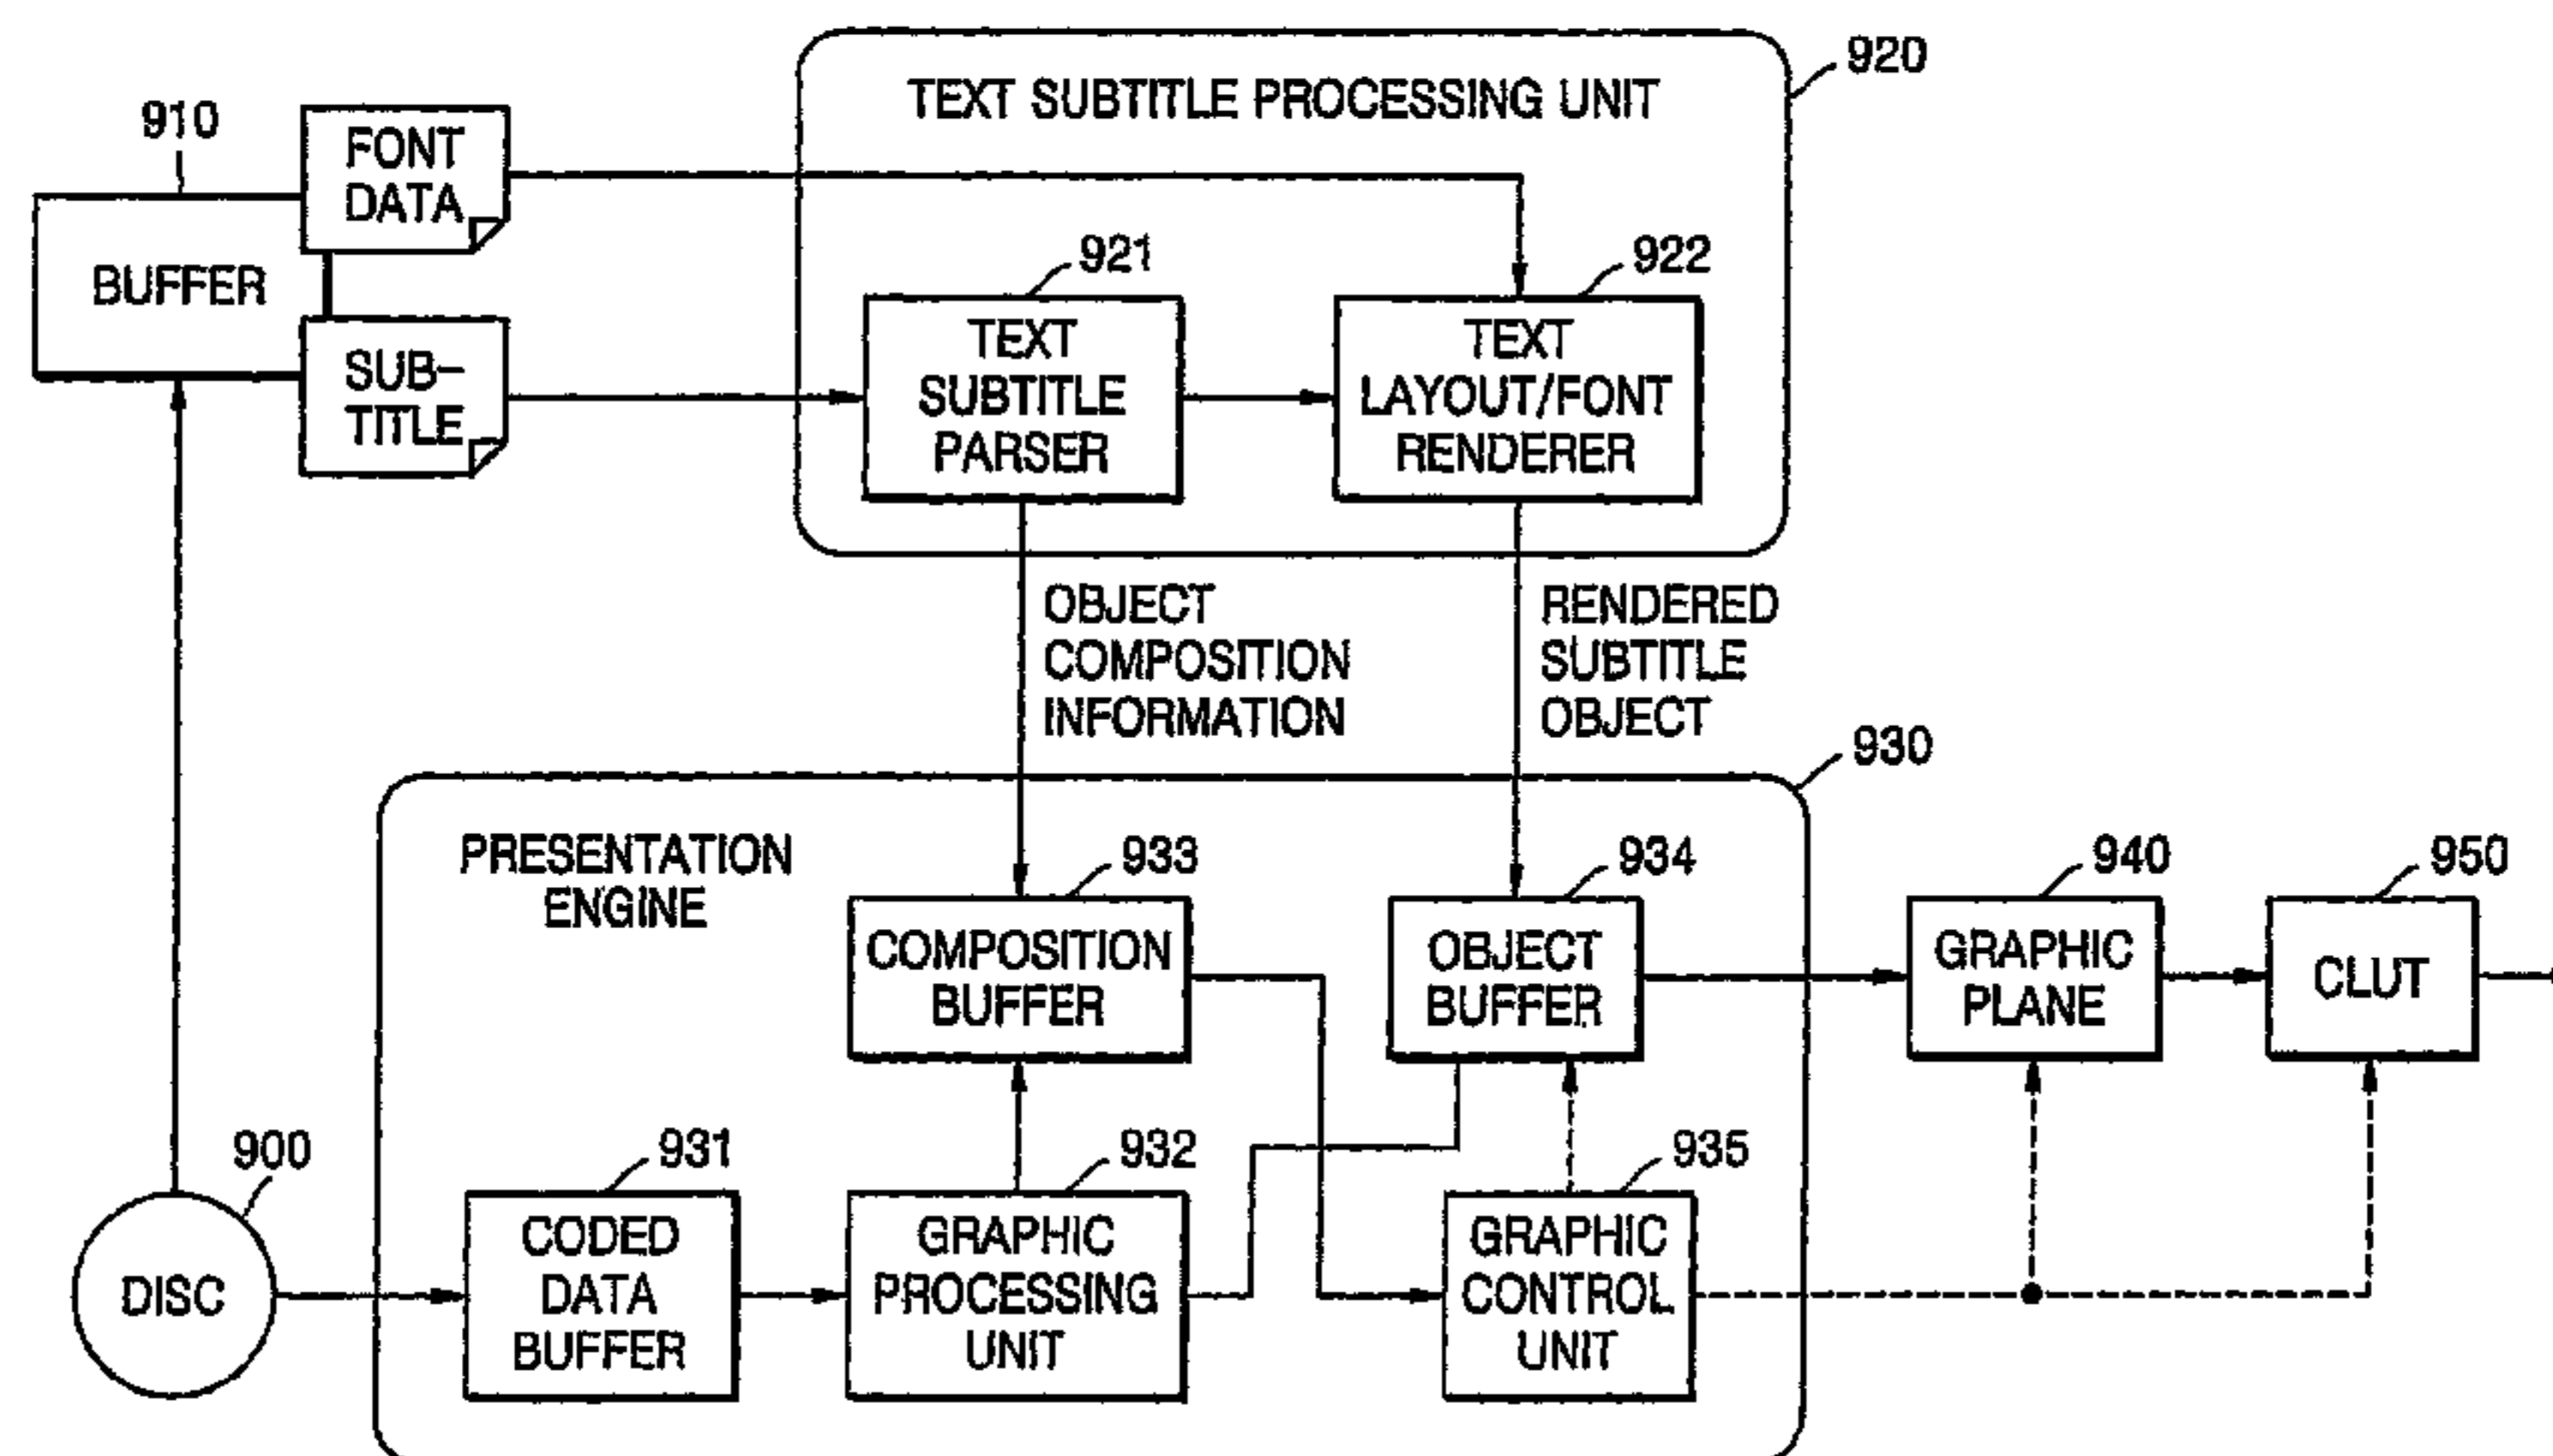 920
TEXT SUBTITLE PROCESSING UNIT
910
FONT
DATA
BUFFER
SUB-
TITLE
921
TEXT
SUBTITLE
PARSER
922
TEXT
LAYOUT/FONT
RENDERER
OBJECT
COMPOSITION
INFORMATION
RENDERED
SUBTITLE
OBJECT
930
PRESENTATION
ENGINE
933
COMPOSITION
BUFFER
934
OBJECT
BUFFER
940
GRAPHIC
PLANE
950
CLUT
900
DISC
931
CODED
DATA
BUFFER
932
GRAPHIC
PROCESSING
UNIT
935
GRAPHIC
CONTROL
UNIT